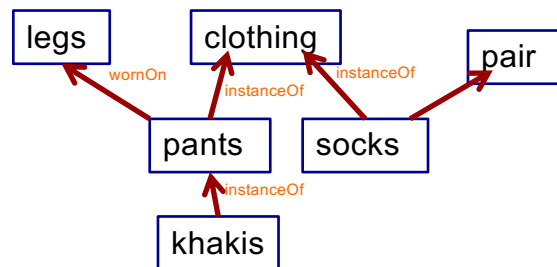 legs
clothing
pair
wornOn
instanceOf
instanceOf
pants
socks
instanceOf
khakis